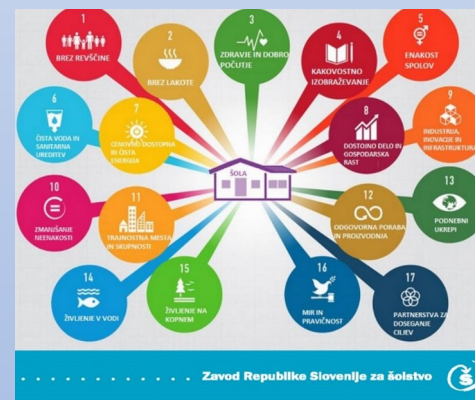 1
BREZ REVŠČINE
2
BREZ LAKOTE
3
ZDRAVJE IN DOBRO
POČUTJE
4
KAKOVOSTNO
IZOBRAŽEVANJE
5
ENAKOST
SPOLOV
6
ČISTA VODA IN
SANITARNA
UREDITEV
7
CENOVNO DOSTOPNA
IN ČISTA
ENERGIJA
8
DOSTOJNO DELO IN
GOSPODARSKA
RAST
9
INDUSTRIJA,
INOVACIJE IN
INFRASTRUKTURA
ŠOLA
10
ZMANJŠANJE
NEENAKOSTI
11
TRAJNOSTNA MESTA
IN SKUPNOSTI
12
ODGOVORNA PORABA
IN PROIZVODNJA
13
PODNEBNI
UKREPI
14
ŽIVLJENJE V VODI
15
ŽIVLJENJE NA
KOPNEM
16
MIR IN
PRAVIČNOST
17
PARTNERSTVA ZA
DOSEGANJE
CILJEV
Zavod Republike Slovenije za šolstvo
Š